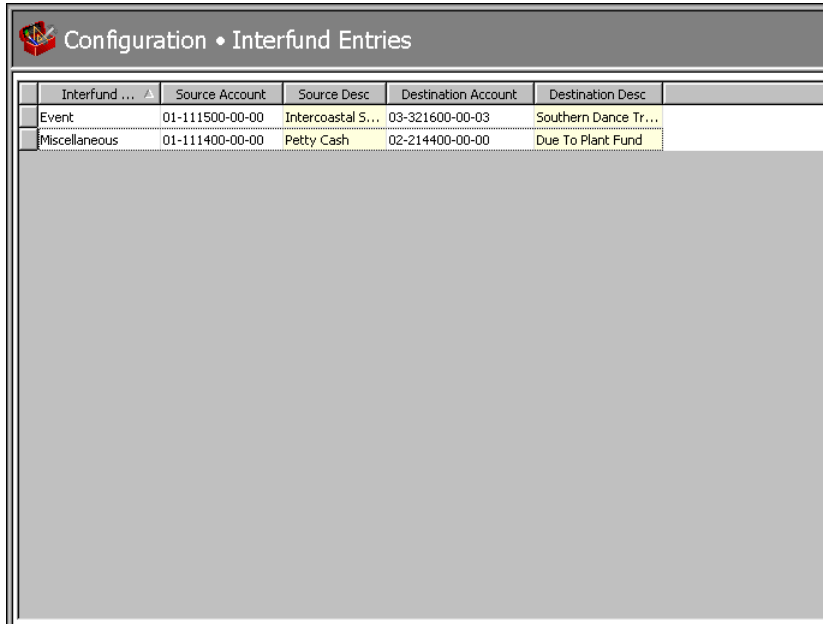 Configuration • Interfund Entries
Interfund ... Source Account Source Desc Destination Account Destination Desc
Event 01-111500-00-00 Intercoastal S... 03-321600-00-03 Southern Dance Tr...
Miscellaneous 01-111400-00-00 Petty Cash 02-214400-00-00 Due To Plant Fund